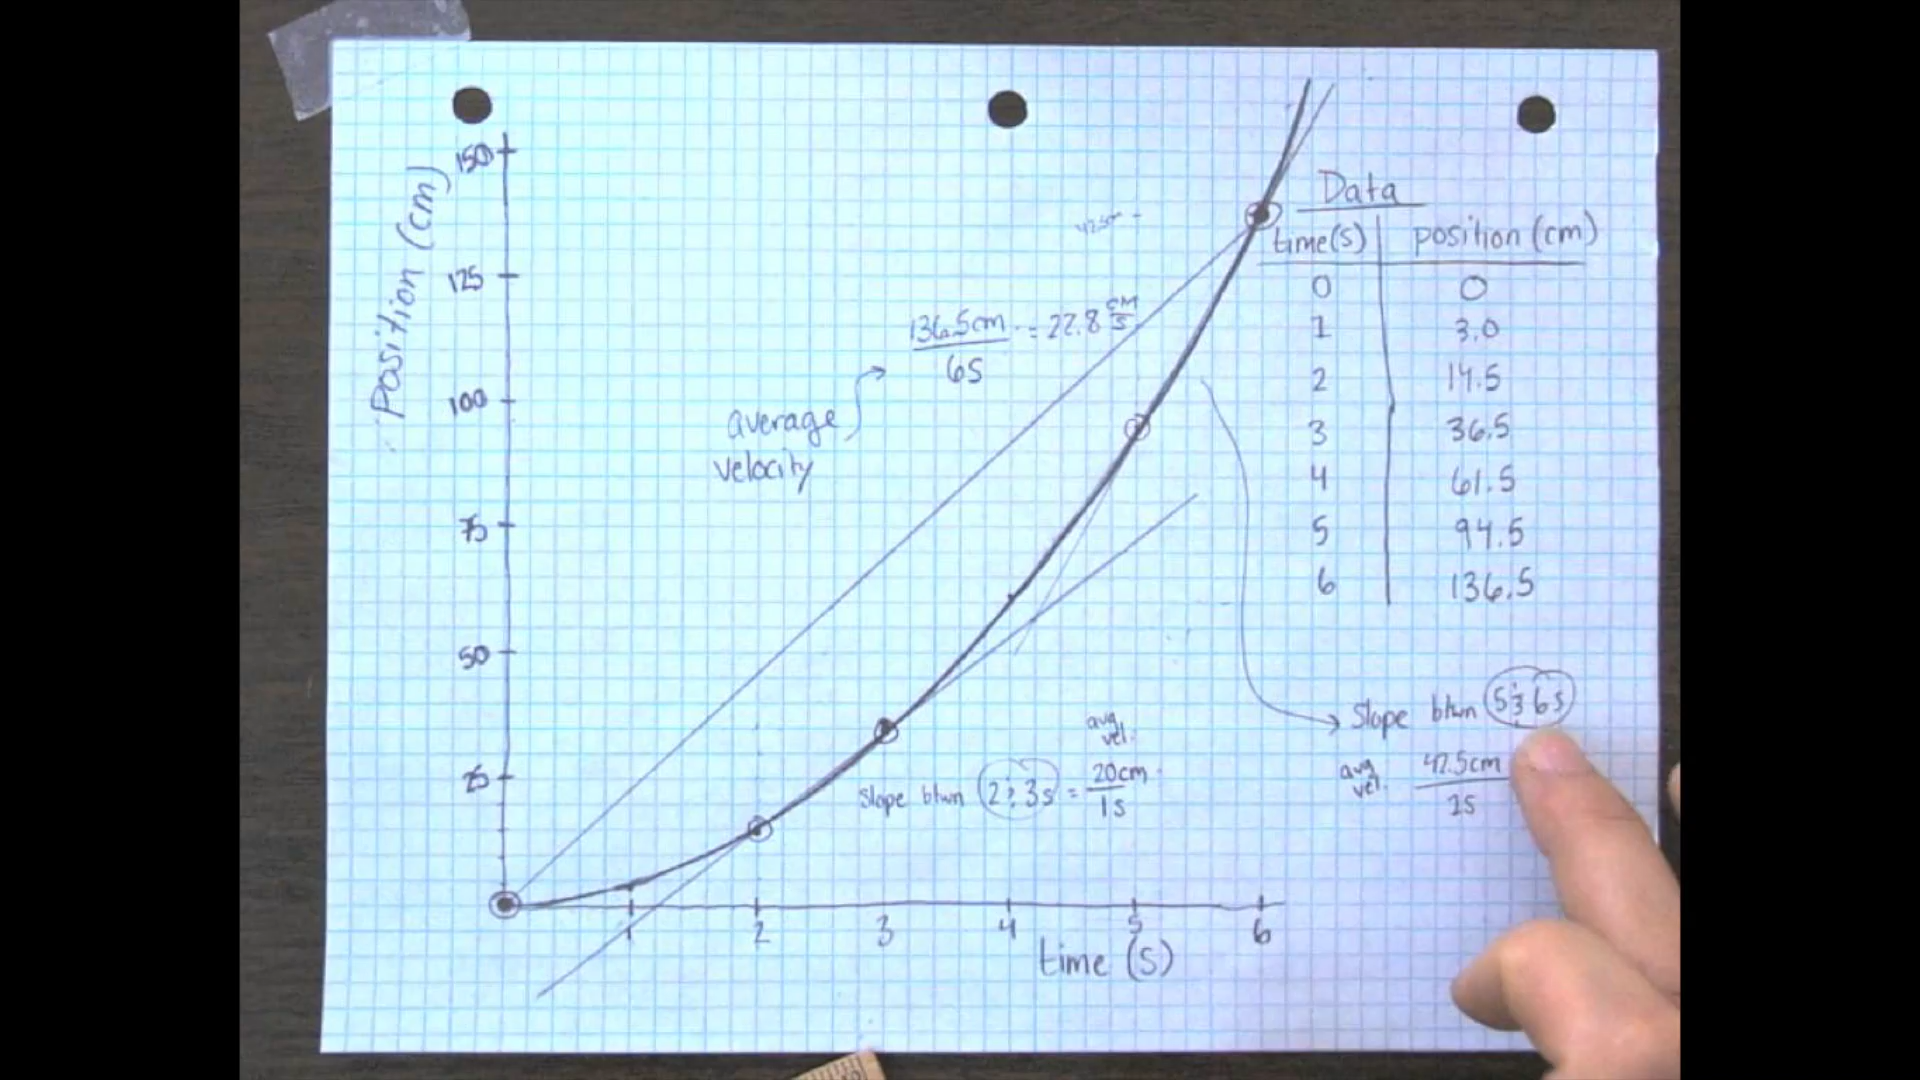 Position (cm)
150
125
100
75
50
25
1 2 3 4 5 6
time (s)
42.5cm
136.5cm = 22.8 cm/s
6s
average
velocity
avg
vel.
Slope btwn 2 & 3s = 20cm
1s
Data
time(s) position (cm)
0 0
1 3.0
2 14.5
3 36.5
4 61.5
5 94.5
6 136.5
Slope btwn 5 & 6s
avg
vel. 42.5cm
1s